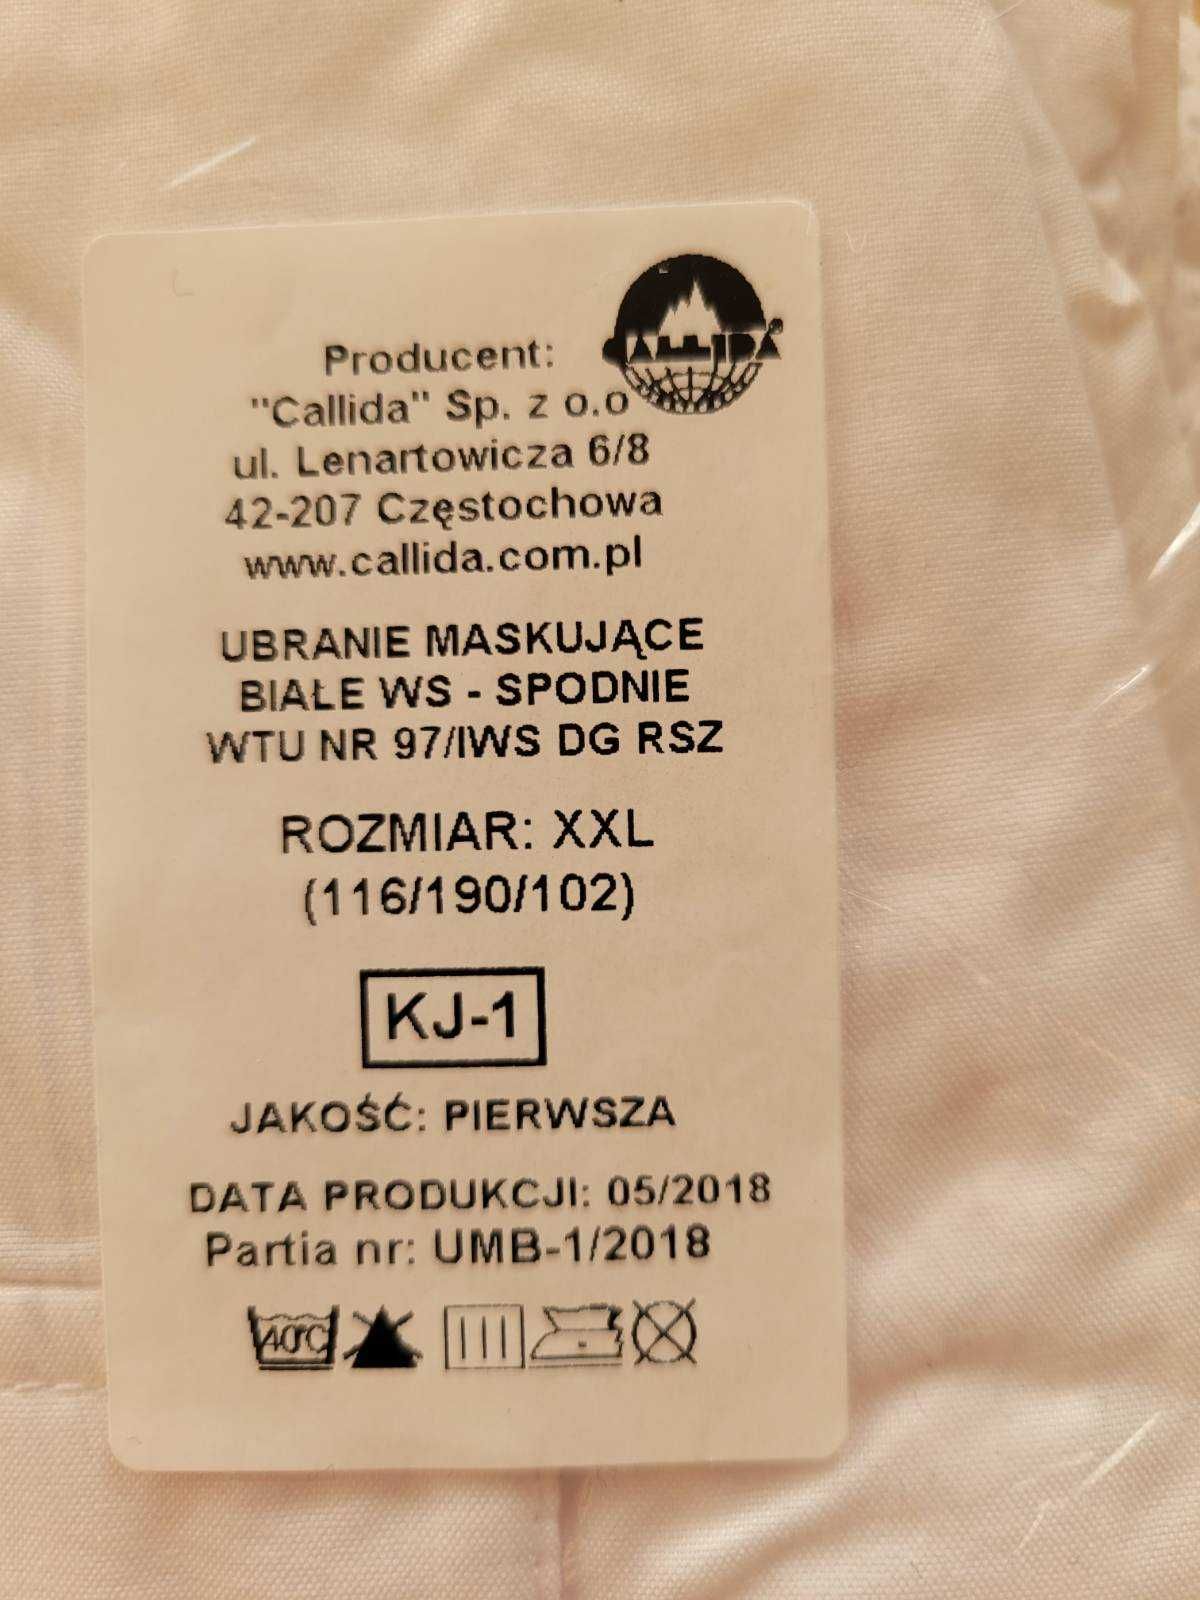 CALLIDA®
Producent:
"Callida" Sp. z o.o
ul. Lenartowicza 6/8
42-207 Częstochowa
www.callida.com.pl
UBRANIE MASKUJĄCE
BIAŁE WS - SPODNIE
WTU NR 97/IWS DG RSZ
ROZMIAR: XXL
(116/190/102)
KJ-1
JAKOŚĆ: PIERWSZA
DATA PRODUKCJI: 05/2018
Partia nr: UMB-1/2018
40°C